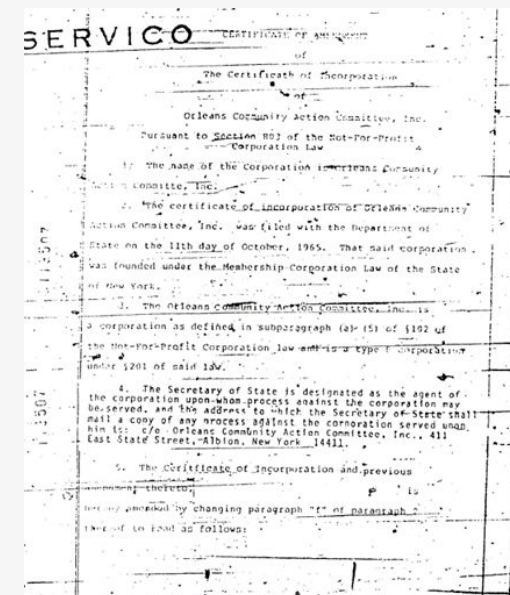 SERVICO
CERTIFICATE OF AMENDMENT
of
The Certificate of Incorporation
of
Orleans Community Action Committee, Inc.
Pursuant to Section 803 of the Not-For-Profit
Corporation Law
1. The name of the Corporation is Orleans Community
Action Committe, Inc.
2. The certificate of incorporation of Orleans Community
Action Committee, Inc. was filed with the Department of
State on the 11th day of October, 1965. That said corporation
was founded under the Membership Corporation Law of the State
of New York.
3. The Orleans Community Action Committee, Inc. is
a corporation as defined in subparagraph (a) (5) of §102 of
the Not-For-Profit Corporation law and is a type corporation
under §201 of said law.
4. The Secretary of State is designated as the agent of
the corporation upon whom process against the corporation may
be served, and the address to which the Secretary of State shall
mail a copy of any process against the corporation served upon
him is: c/o Orleans Community Action Committee, Inc., 411
East State Street, Albion, New York 14411.
5. The Certificate of Incorporation and previous
thereto, is
hereby amended by changing paragraph "f" of paragraph
thereof to read as follows: